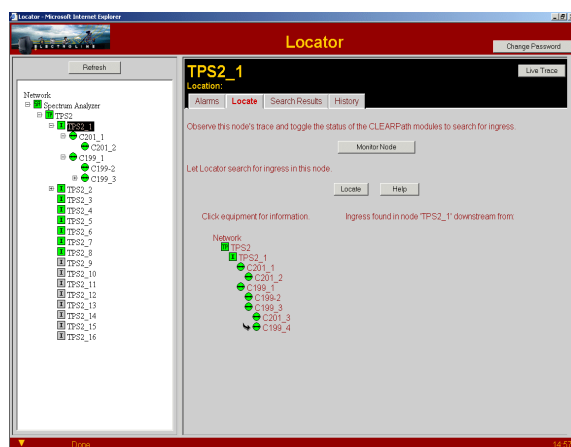 Locator - Microsoft Internet Explorer
ELECTROLINE
Locator
Change Password
Refresh
Network
Spectrum Analyzer
TPS2
TPS2_1
C201_1
C201_2
C199_1
C199-2
C199_3
TPS2_2
TPS2_3
TPS2_4
TPS2_5
TPS2_6
TPS2_7
TPS2_8
TPS2_9
TPS2_10
TPS2_11
TPS2_12
TPS2_13
TPS2_14
TPS2_15
TPS2_16
TPS2_1
Live Trace
Location:
Alarms Locate Search Results History
Observe this node's trace and toggle the status of the CLEARPath modules to search for ingress.
Monitor Node
Let Locator search for ingress in this node.
Locate Help
Click equipment for information. Ingress found in node 'TPS2_1' downstream from:
Network
TPS2
TPS2_1
C201_1
C201_2
C199_1
C199-2
C199_3
C201_3
C199_4
Done
14:57